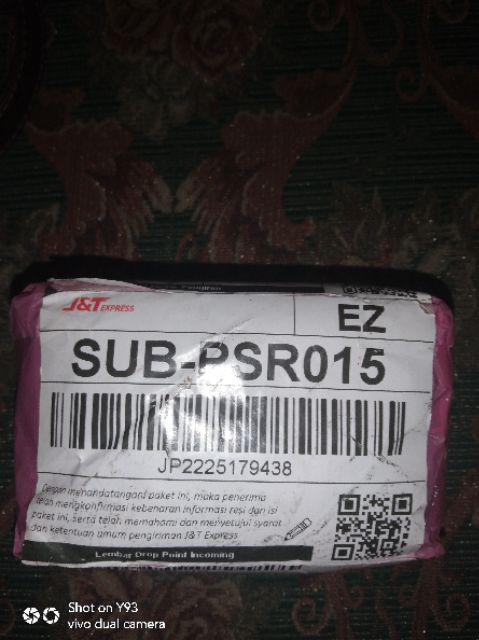 J&T EXPRESS
EZ
SUB-PSR015
JP2225179438
Dengan menandatangani paket ini, maka penerima
telah mengkonfirmasi kebenaran informasi resi dan isi
paket ini, serta telah memahami dan menyetujui syarat
dan ketentuan umum pengiriman J&T Express
Lembar Drop Point Incoming
Shot on Y93
vivo dual camera